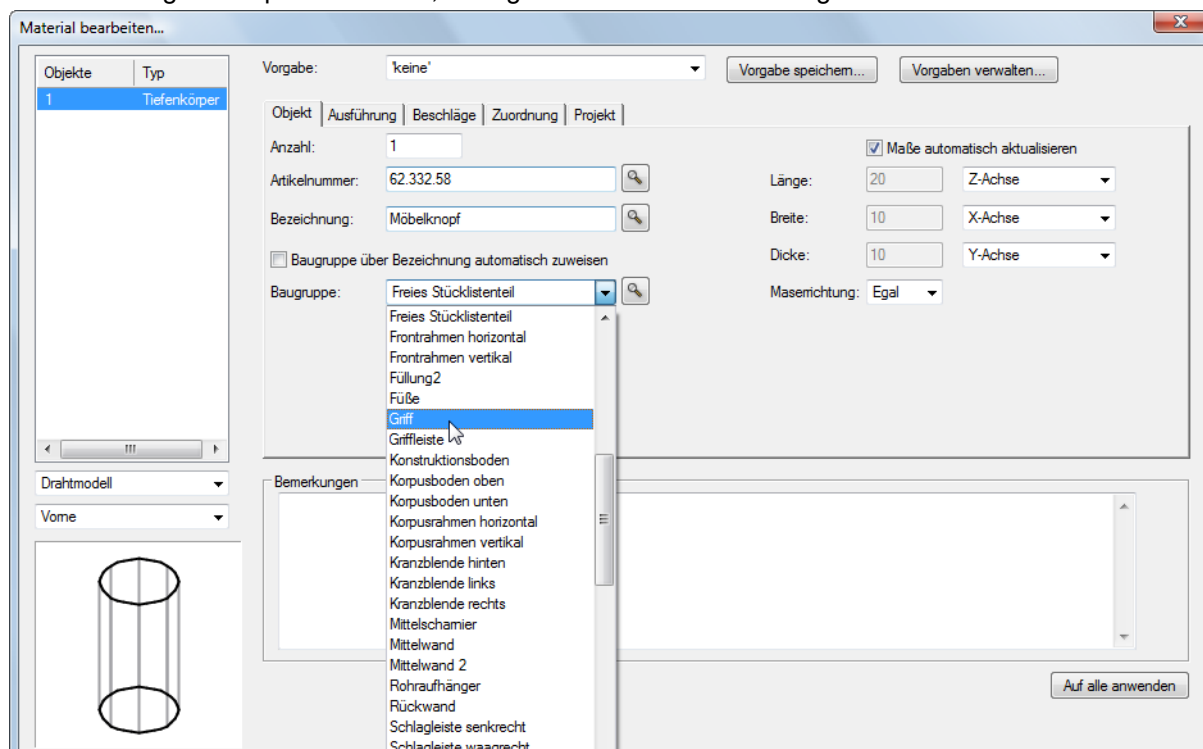 Material bearbeiten...
Objekte Typ
1 Tiefenkörper
Vorgabe: 'keine' Vorgabe speichern... Vorgaben verwalten...
Objekt Ausführung Beschläge Zuordnung Projekt
Anzahl: 1 Maße automatisch aktualisieren
Artikelnummer: 62.332.58 Länge: 20 Z-Achse
Bezeichnung: Möbelknopf Breite: 10 X-Achse
Baugruppe über Bezeichnung automatisch zuweisen Dicke: 10 Y-Achse
Baugruppe: Freies Stücklistenteil Maserrichtung: Egal
Freies Stücklistenteil
Frontrahmen horizontal
Frontrahmen vertikal
Füllung2
Füße
Griff
Griffleiste
Konstruktionsboden
Korpusboden oben
Korpusboden unten
Korpusrahmen horizontal
Korpusrahmen vertikal
Kranzblende hinten
Kranzblende links
Kranzblende rechts
Mittelscharnier
Mittelwand
Mittelwand 2
Rohraufhänger
Rückwand
Schlagleiste senkrecht
Schlagleiste waagrecht
Drahtmodell
Vorne
Bemerkungen
Auf alle anwenden